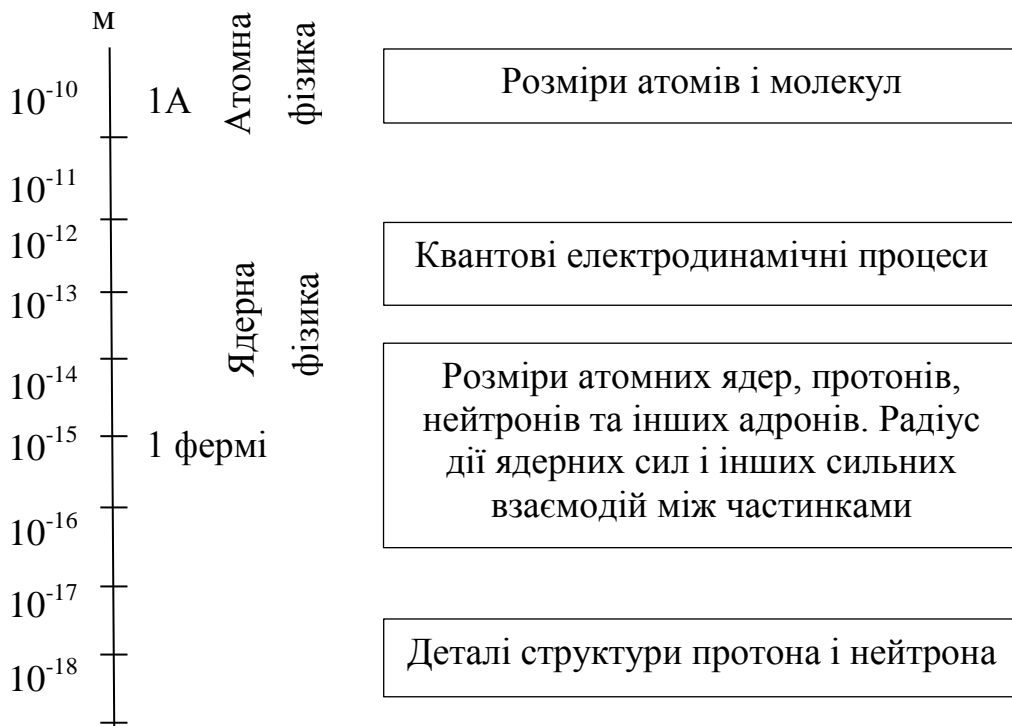 м
10⁻¹⁰
1А
Атомна
фізика
Розміри атомів і молекул
10⁻¹¹
10⁻¹²
Квантові електродинамічні процеси
10⁻¹³
Ядерна
фізика
10⁻¹⁴
Розміри атомних ядер, протонів,
нейтронів та інших адронів. Радіус
дії ядерних сил і інших сильних
взаємодій між частинками
10⁻¹⁵
1 фермі
10⁻¹⁶
10⁻¹⁷
10⁻¹⁸
Деталі структури протона і нейтрона